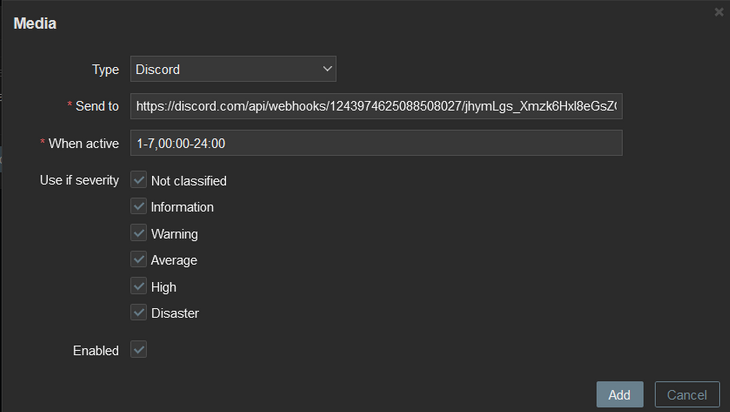 Media
Type Discord
* Send to https://discord.com/api/webhooks/1243974625088508027/jhymLgs_Xmzk6Hxl8eGsZ
* When active 1-7,00:00-24:00
Use if severity Not classified
Information
Warning
Average
High
Disaster
Enabled
Add Cancel